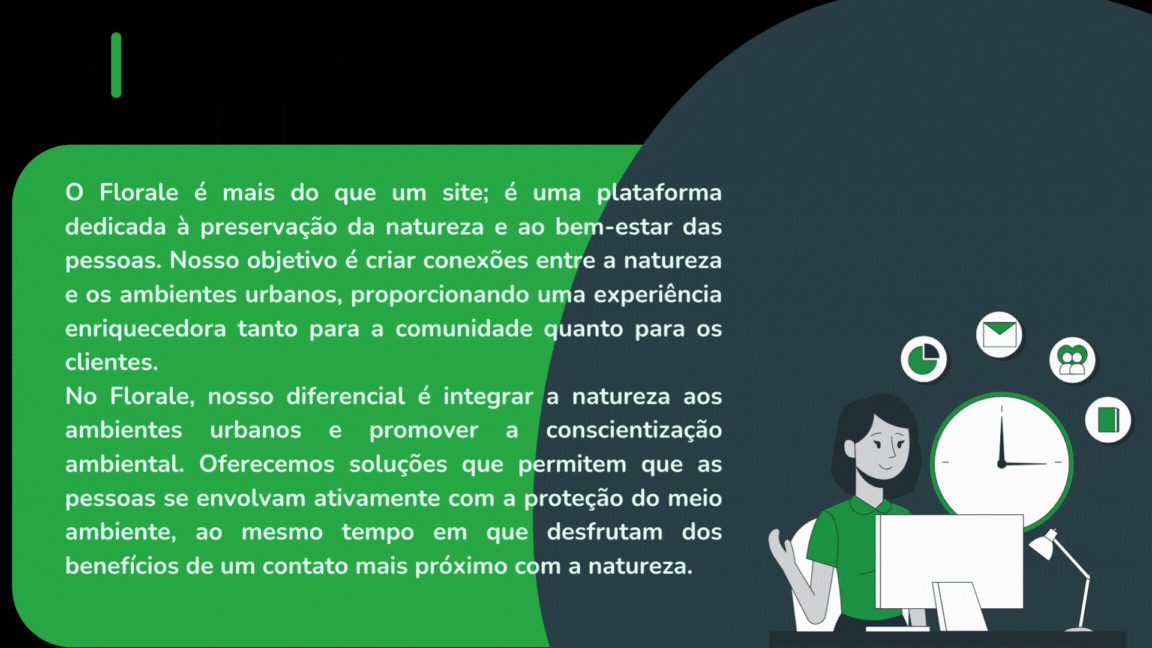 O Florale é mais do que um site; é uma plataforma
dedicada à preservação da natureza e ao bem-estar das
pessoas. Nosso objetivo é criar conexões entre a natureza
e os ambientes urbanos, proporcionando uma experiência
enriquecedora tanto para a comunidade quanto para os
clientes.
No Florale, nosso diferencial é integrar a natureza aos
ambientes urbanos e promover a conscientização
ambiental. Oferecemos soluções que permitem que as
pessoas se envolvam ativamente com a proteção do meio
ambiente, ao mesmo tempo em que desfrutam dos
benefícios de um contato mais próximo com a natureza.